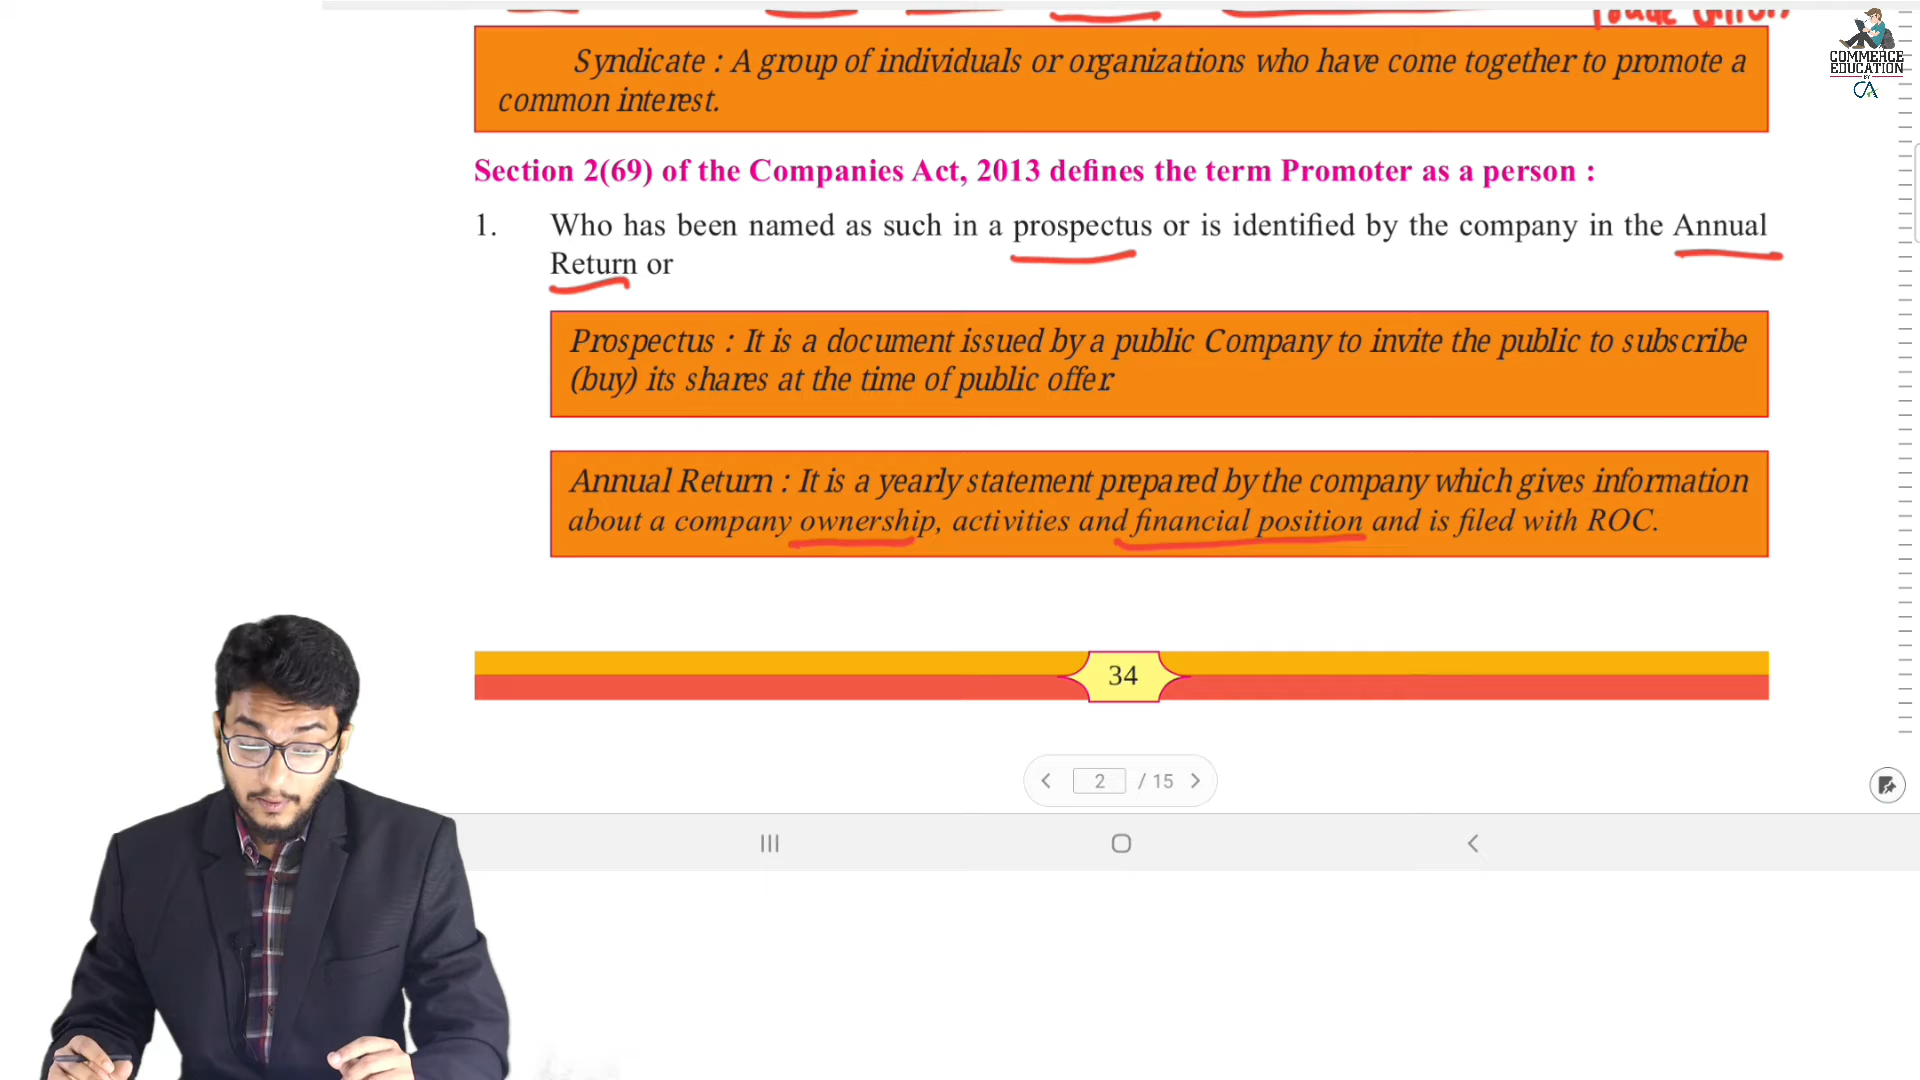 COMMERCE
EDUCATION
BY
CA
Syndicate : A group of individuals or organizations who have come together to promote a
common interest.
Section 2(69) of the Companies Act, 2013 defines the term Promoter as a person :
1. Who has been named as such in a prospectus or is identified by the company in the Annual
Return or
Prospectus : It is a document issued by a public Company to invite the public to subscribe
(buy) its shares at the time of public offer.
Annual Return : It is a yearly statement prepared by the company which gives information
about a company ownership, activities and financial position and is filed with ROC.
34
2 / 15